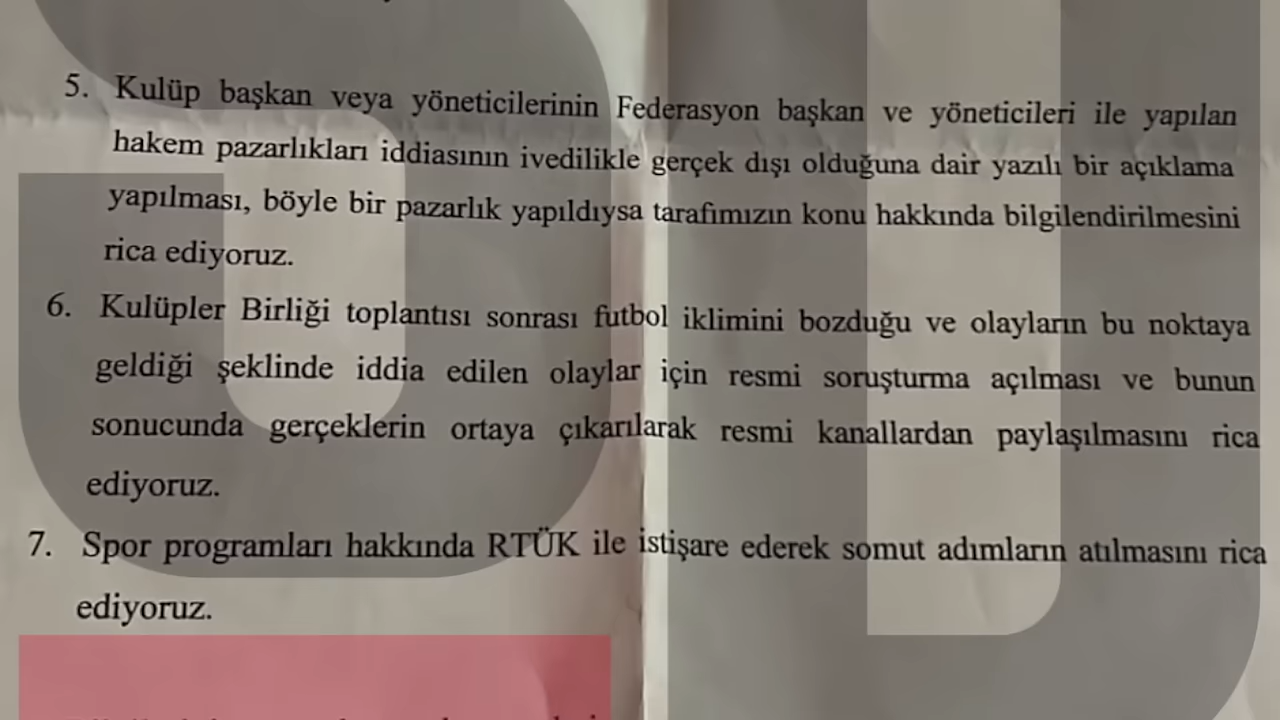 5. Kulüp başkan veya yöneticilerinin Federasyon başkan ve yöneticileri ile yapılan
hakem pazarlıkları iddiasının ivedilikle gerçek dışı olduğuna dair yazılı bir açıklama
yapılması, böyle bir pazarlık yapıldıysa tarafımızın konu hakkında bilgilendirilmesini
rica ediyoruz.
6. Kulüpler Birliği toplantısı sonrası futbol iklimini bozduğu ve olayların bu noktaya
geldiği şeklinde iddia edilen olaylar için resmi soruşturma açılması ve bunun
sonucunda gerçeklerin ortaya çıkarılarak resmi kanallardan paylaşılmasını rica
ediyoruz.
7. Spor programları hakkında RTÜK ile istişare ederek somut adımların atılmasını rica
ediyoruz.